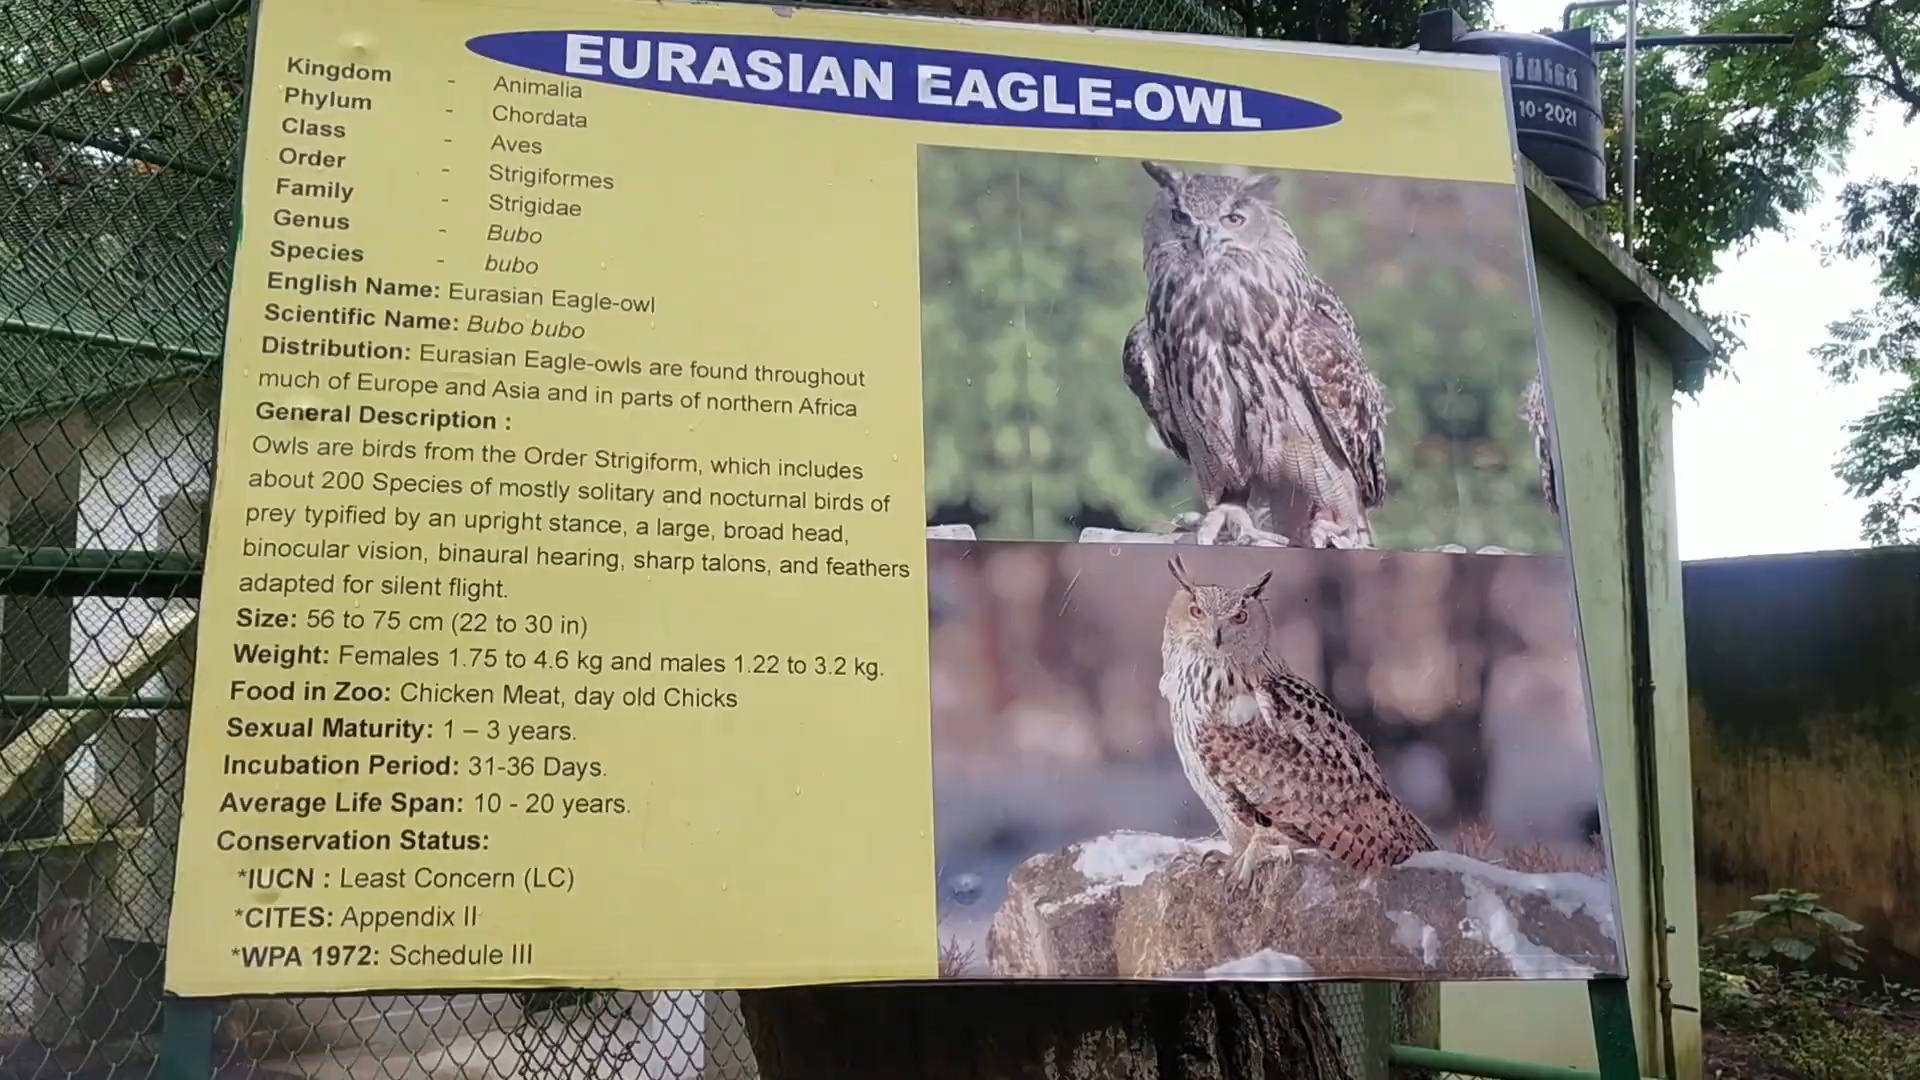 EURASIAN EAGLE-OWL
Kingdom - Animalia
Phylum - Chordata
Class - Aves
Order - Strigiformes
Family - Strigidae
Genus - Bubo
Species - bubo
English Name: Eurasian Eagle-owl
Scientific Name: Bubo bubo
Distribution: Eurasian Eagle-owls are found throughout
much of Europe and Asia and in parts of northern Africa
General Description :
Owls are birds from the Order Strigiform, which includes
about 200 Species of mostly solitary and nocturnal birds of
prey typified by an upright stance, a large, broad head,
binocular vision, binaural hearing, sharp talons, and feathers
adapted for silent flight.
Size: 56 to 75 cm (22 to 30 in)
Weight: Females 1.75 to 4.6 kg and males 1.22 to 3.2 kg.
Food in Zoo: Chicken Meat, day old Chicks
Sexual Maturity: 1 – 3 years.
Incubation Period: 31-36 Days.
Average Life Span: 10 - 20 years.
Conservation Status:
*IUCN : Least Concern (LC)
*CITES: Appendix II
*WPA 1972: Schedule III
10-2021